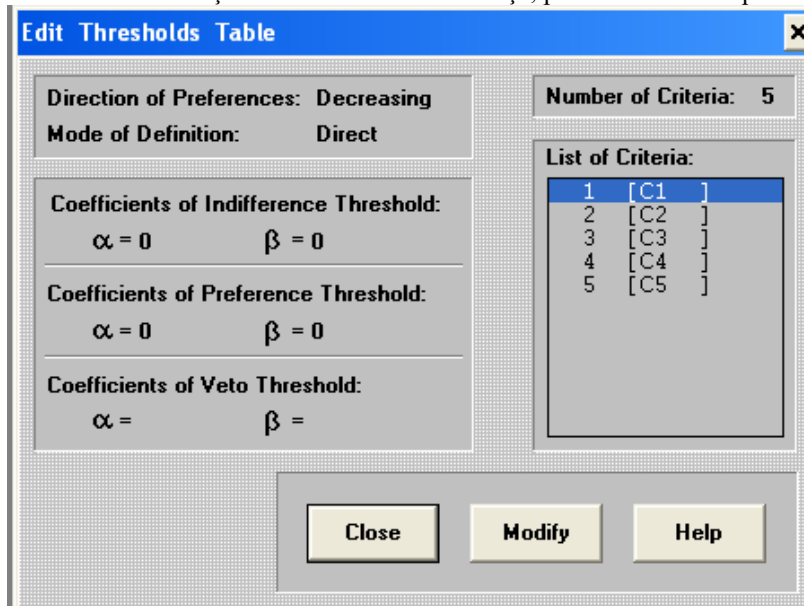 Edit Thresholds Table
Direction of Preferences: Decreasing
Mode of Definition: Direct
Number of Criteria: 5
List of Criteria:
1 [C1 ]
2 [C2 ]
3 [C3 ]
4 [C4 ]
5 [C5 ]
Coefficients of Indifference Threshold:
α = 0 β = 0
Coefficients of Preference Threshold:
α = 0 β = 0
Coefficients of Veto Threshold:
α = β =
Close Modify Help